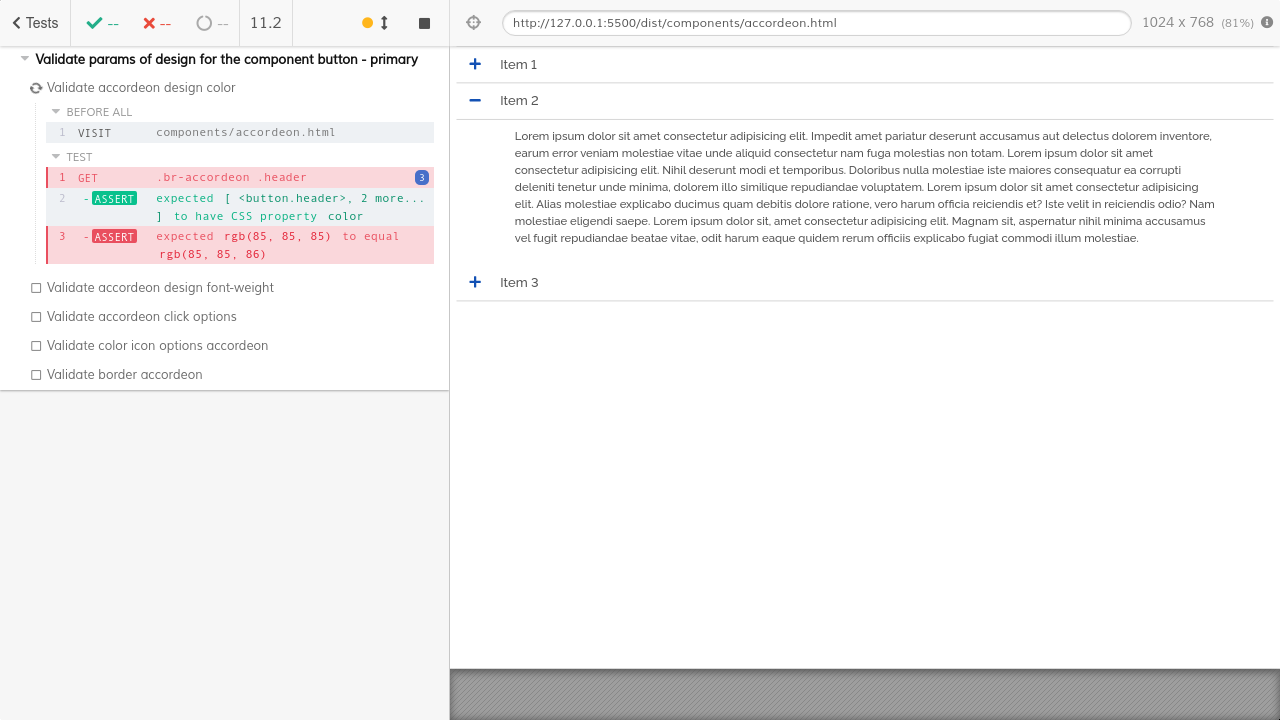 Tests
--
--
--
11.2
http://127.0.0.1:5500/dist/components/accordeon.html
1024 x 768 (81%)
Validate params of design for the component button - primary
Validate accordeon design color
BEFORE ALL
1 VISIT components/accordeon.html
TEST
1 GET .br-accordeon .header 3
2 -ASSERT expected [ <button.header>, 2 more...
] to have CSS property color
3 -ASSERT expected rgb(85, 85, 85) to equal
rgb(85, 85, 86)
Validate accordeon design font-weight
Validate accordeon click options
Validate color icon options accordeon
Validate border accordeon
Item 1
Item 2
Lorem ipsum dolor sit amet consectetur adipisicing elit. Impedit amet pariatur deserunt accusamus aut delectus dolorem inventore,
earum error veniam molestiae vitae unde aliquid consectetur nam fuga molestias non totam. Lorem ipsum dolor sit amet
consectetur adipisicing elit. Nihil deserunt modi et temporibus. Doloribus nulla molestiae iste maiores consequatur ea corrupti
deleniti tenetur unde minima, dolorem illo similique repudiandae voluptatem. Lorem ipsum dolor sit amet consectetur adipisicing
elit. Alias molestiae explicabo ducimus quam debitis dolore ratione, vero harum officia reiciendis et? Iste velit in reiciendis odio? Nam
molestiae eligendi saepe. Lorem ipsum dolor sit, amet consectetur adipisicing elit. Magnam sit, aspernatur nihil minima accusamus
vel fugit repudiandae beatae vitae, odit harum eaque quidem rerum officiis explicabo fugiat commodi illum molestiae.
Item 3